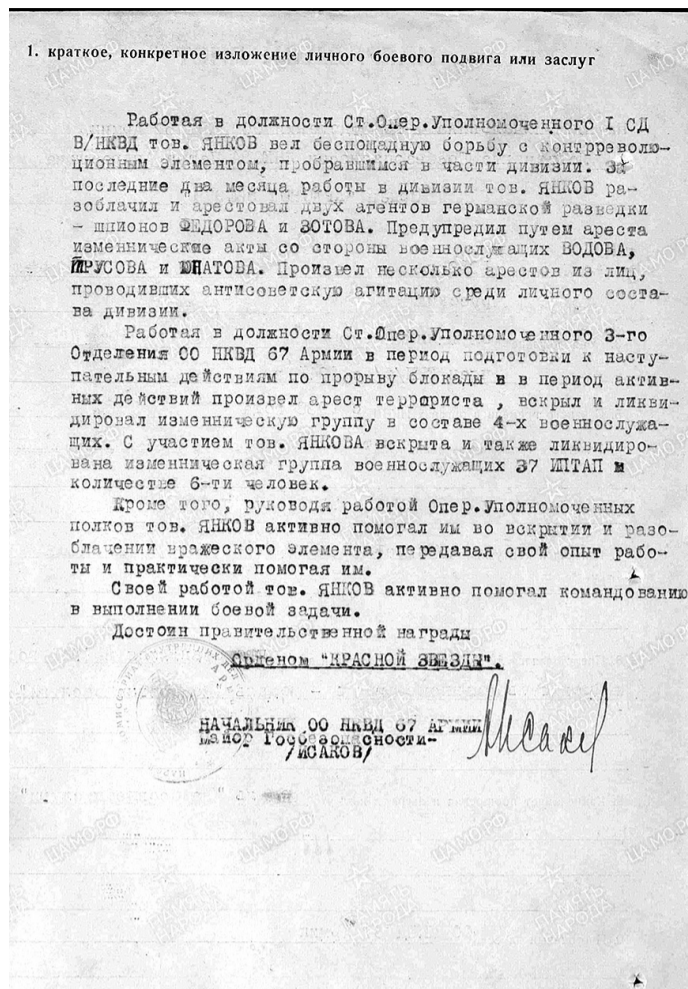 1. краткое, конкретное изложение личного боевого подвига или заслуг
Работая в должности Ст.Опер.Уполномоченного I СД
В/НКВД тов. ЯНКОВ вел беспощадную борьбу с контрреволю-
ционным элементом, пробравшимся в части дивизии. За
последние два месяца работы в дивизии тов. ЯНКОВ ра-
зоблачил и арестовал двух агентов германской разведки
- шпионов ФЕДОРОВА и ЗОТОВА. Предупредил путем ареста
изменнические акты со стороны военнослужащих ВОДОВА,
и ЮПАТОВА. Произвел несколько арестов из лиц,
проводивших антисоветскую агитацию среди личного соста-
ва дивизии.
Работая в должности Ст.Опер.Уполномоченного 3-го
Отделения ОО НКВД 67 Армии в период подготовки к насту-
пательным действиям по прорыву блокады и в период актив-
ных действий произвел арест террориста , вскрыл и ликви-
дировал изменническую группу в составе 4-х военнослужа-
щих. С участием тов. ЯНКОВА вскрыта и также ликвидиро-
вана изменническая группа военнослужащих 37 ИПТАП в
количестве 6-ти человек.
Кроме того, руководя работой Опер.Уполномоченных
полков тов. ЯНКОВ активно помогал им во вскрытии и разо-
блачении вражеского элемента, передавая свой опыт рабо-
ты и практически помогая им.
Своей работой тов. ЯНКОВ активно помогал командованию
в выполнении боевой задачи.
Достоин правительственной награды
Орденом "КРАСНОЙ ЗВЕЗДЫ".
НАЧАЛЬНИК ОО НКВД 67 АРМИИ
майор Госбезопасности-
/ИСАКОВ/
ЦАМО.РФ
ПАМЯТЬ НАРОДА